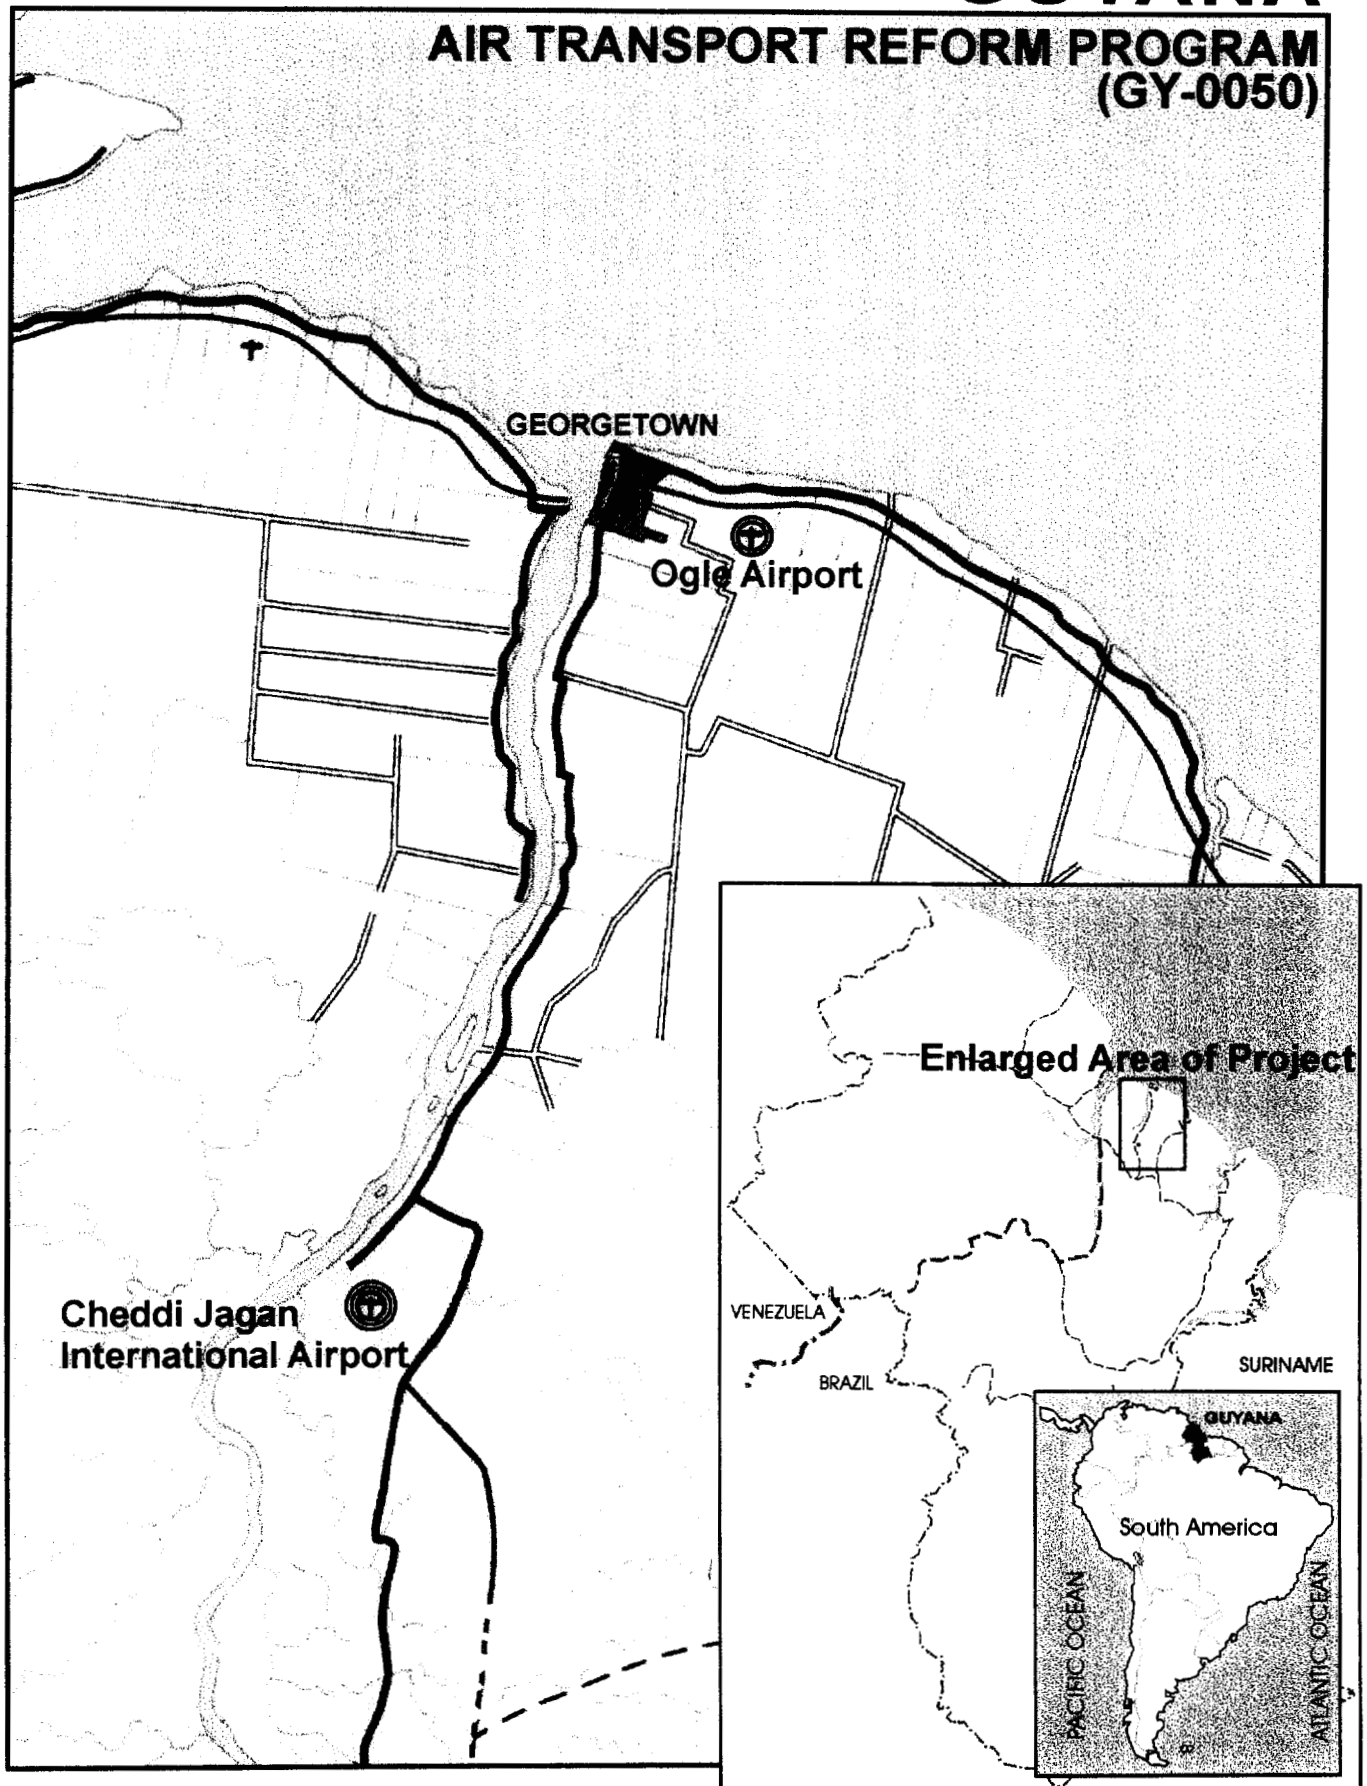 GUYANA
AIR TRANSPORT REFORM PROGRAM
(GY-0050)
GEORGETOWN
Ogle Airport
Enlarged Area of Project
Cheddi Jagan
International Airport
VENEZUELA
BRAZIL
SURINAME
GUYANA
South America
PACIFIC OCEAN
ATLANTIC OCEAN